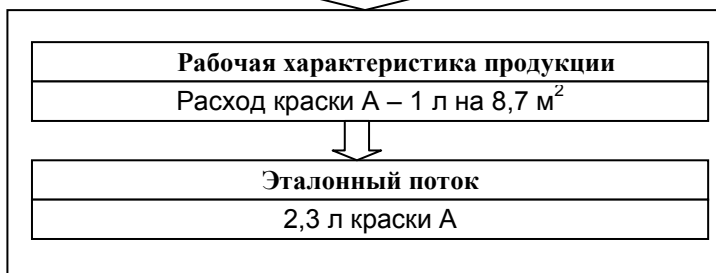 Рабочая характеристика продукции
Расход краски А – 1 л на 8,7 м²
Эталонный поток
2,3 л краски А